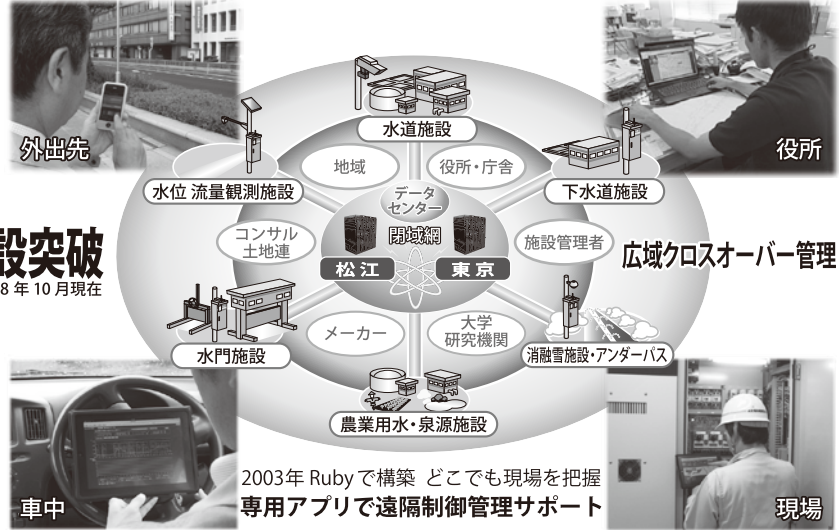 外出先
水道施設
役所
水位 流量観測施設
地域
役所・庁舎
下水道施設
データ
センター
設突破
8 年 10 月現在
コンサル
土地連
閉域網
施設管理者
広域クロスオーバー管理
松江
東京
水門施設
メーカー
大学
研究機関
消融雪施設・アンダーパス
農業用水・泉源施設
車中
2003年 Rubyで構築 どこでも現場を把握
専用アプリで遠隔制御管理サポート
現場